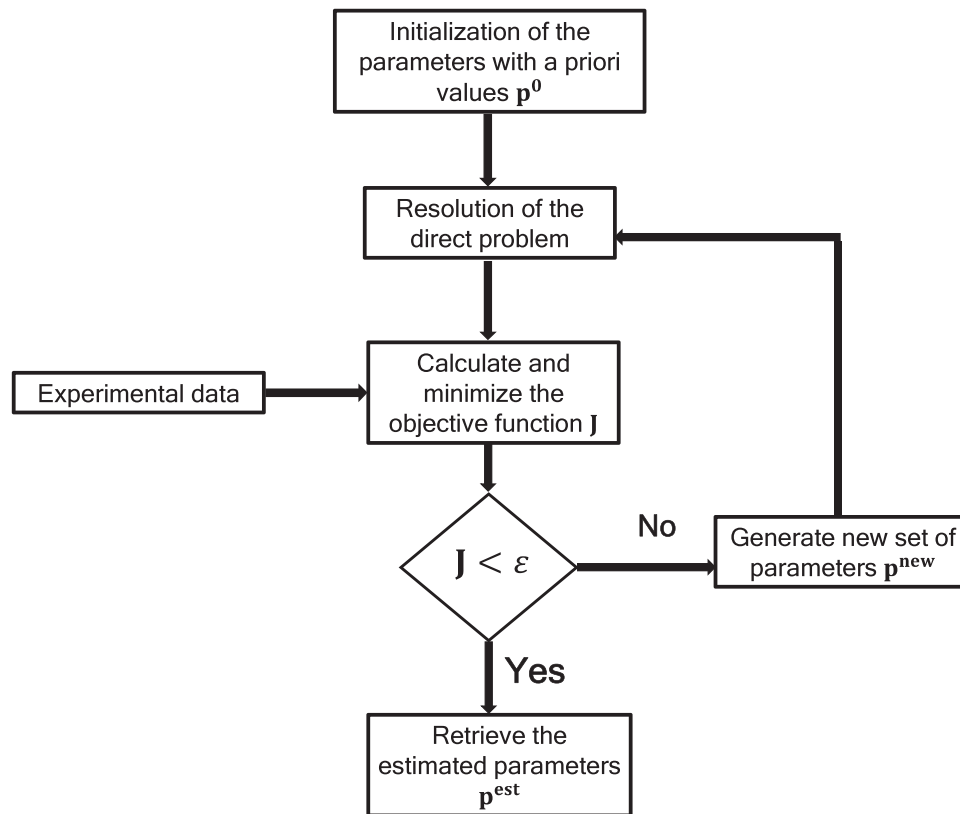 Initialization of the
parameters with a priori
values p⁰
Resolution of the
direct problem
Calculate and
minimize the
objective function J
Experimental data
J < ε
No
Generate new set of
parameters pⁿᵉʷ
Yes
Retrieve the
estimated parameters
pᵉˢᵗ